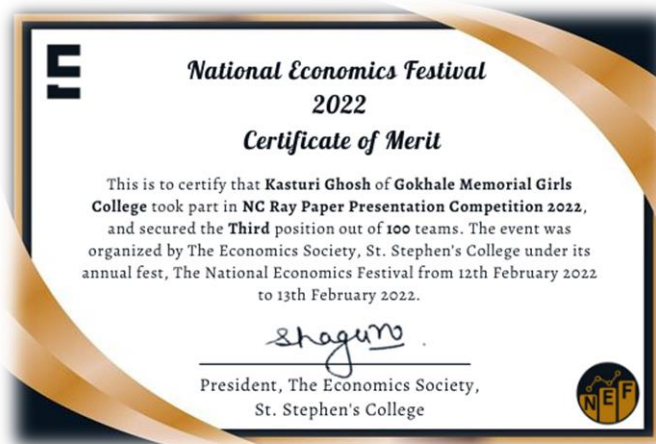 National Economics Festival
2022
Certificate of Merit
This is to certify that Kasturi Ghosh of Gokhale Memorial Girls
College took part in NC Ray Paper Presentation Competition 2022,
and secured the Third position out of 100 teams. The event was
organized by The Economics Society, St. Stephen's College under its
annual fest, The National Economics Festival from 12th February 2022
to 13th February 2022.
Shagun
President, The Economics Society,
St. Stephen's College
NEF